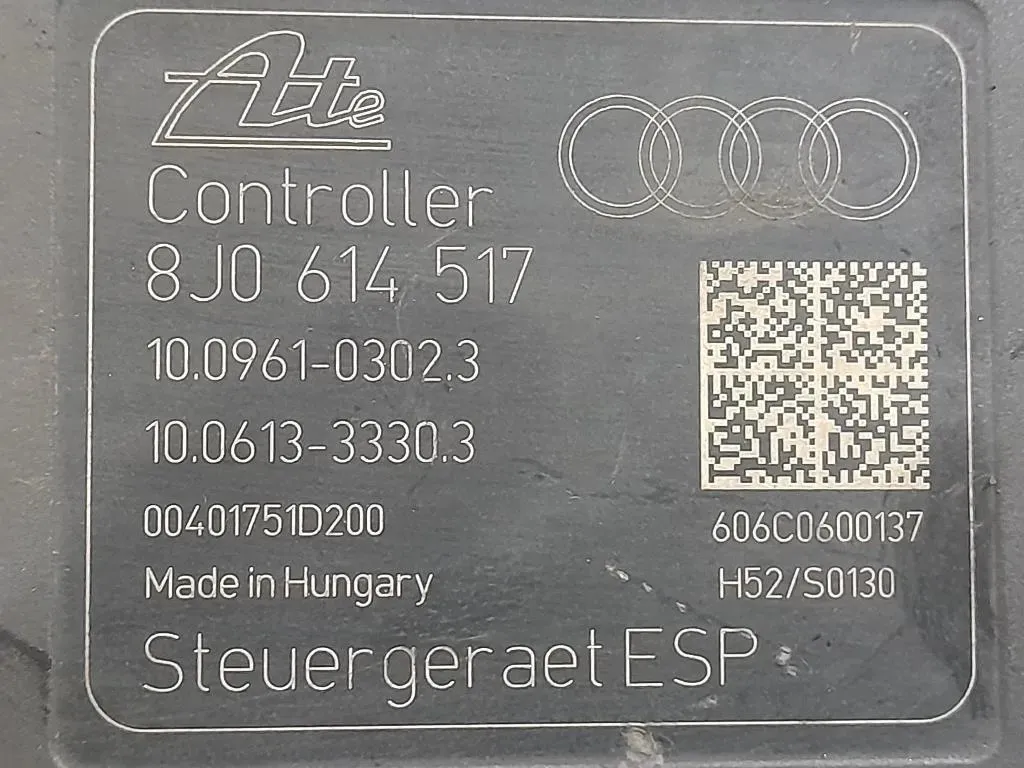 Ate
Controller
8J0 614 517
10.0961-0302.3
10.0613-3330.3
00401751D200
606C0600137
Made in Hungary
H52/S0130
Steuergeraet ESP